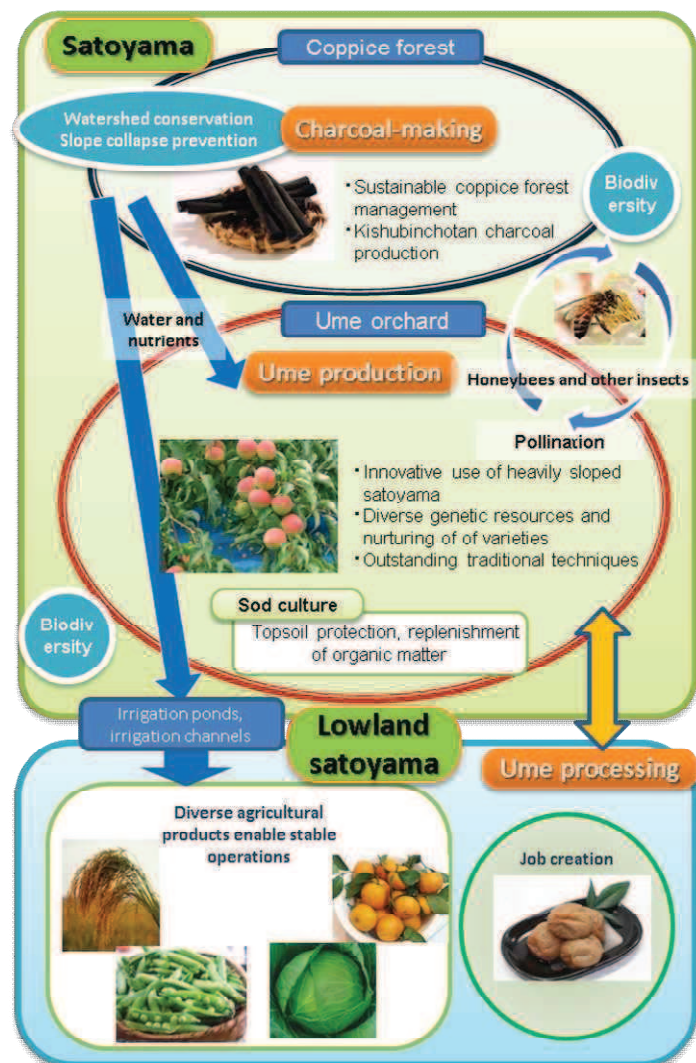 Satoyama
Coppice forest
Watershed conservation
Slope collapse prevention
Charcoal-making
・Sustainable coppice forest
management
・Kishubinchotan charcoal
production
Biodiv
ersity
Water and
nutrients
Ume orchard
Ume production
Honeybees and other insects
Pollination
・Innovative use of heavily sloped
satoyama
・Diverse genetic resources and
nurturing of of varieties
・Outstanding traditional techniques
Sod culture
Topsoil protection, replenishment
of organic matter
Biodiv
ersity
Irrigation ponds,
irrigation channels
Lowland
satoyama
Ume processing
Diverse agricultural
products enable stable
operations
Job creation